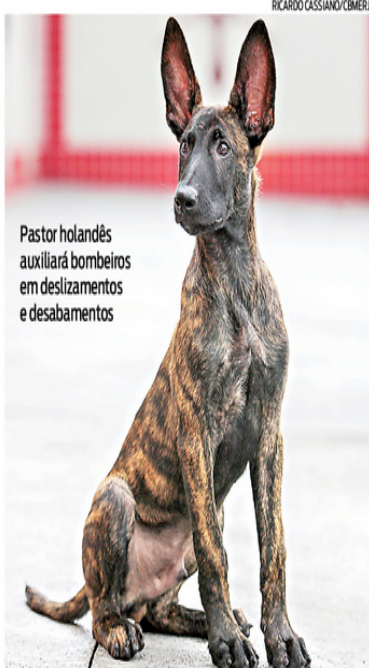 RICARDO CASSIANO/CBMERJ
Pastor holandês
auxiliará bombeiros
em deslizamentos
e desabamentos